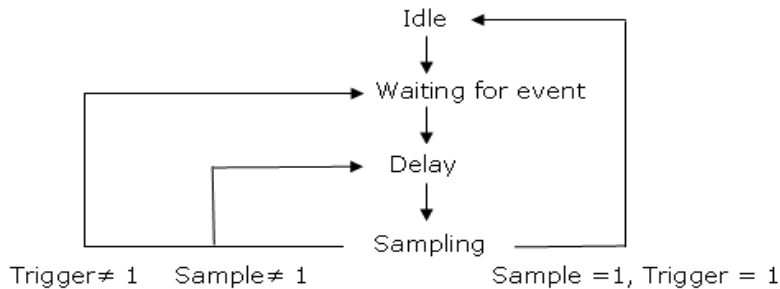 Idle
Waiting for event
Delay
Sampling
Trigger≠ 1 Sample≠ 1 Sample =1, Trigger = 1